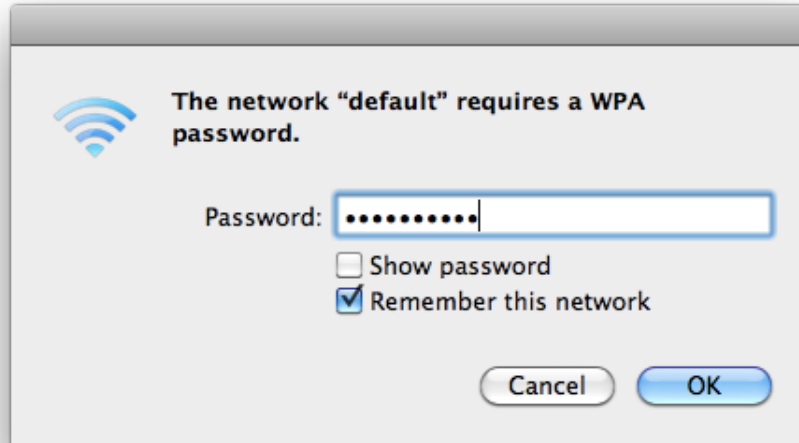 The network “default” requires a WPA
password.
Password: ••••••••••
Show password
Remember this network
Cancel OK